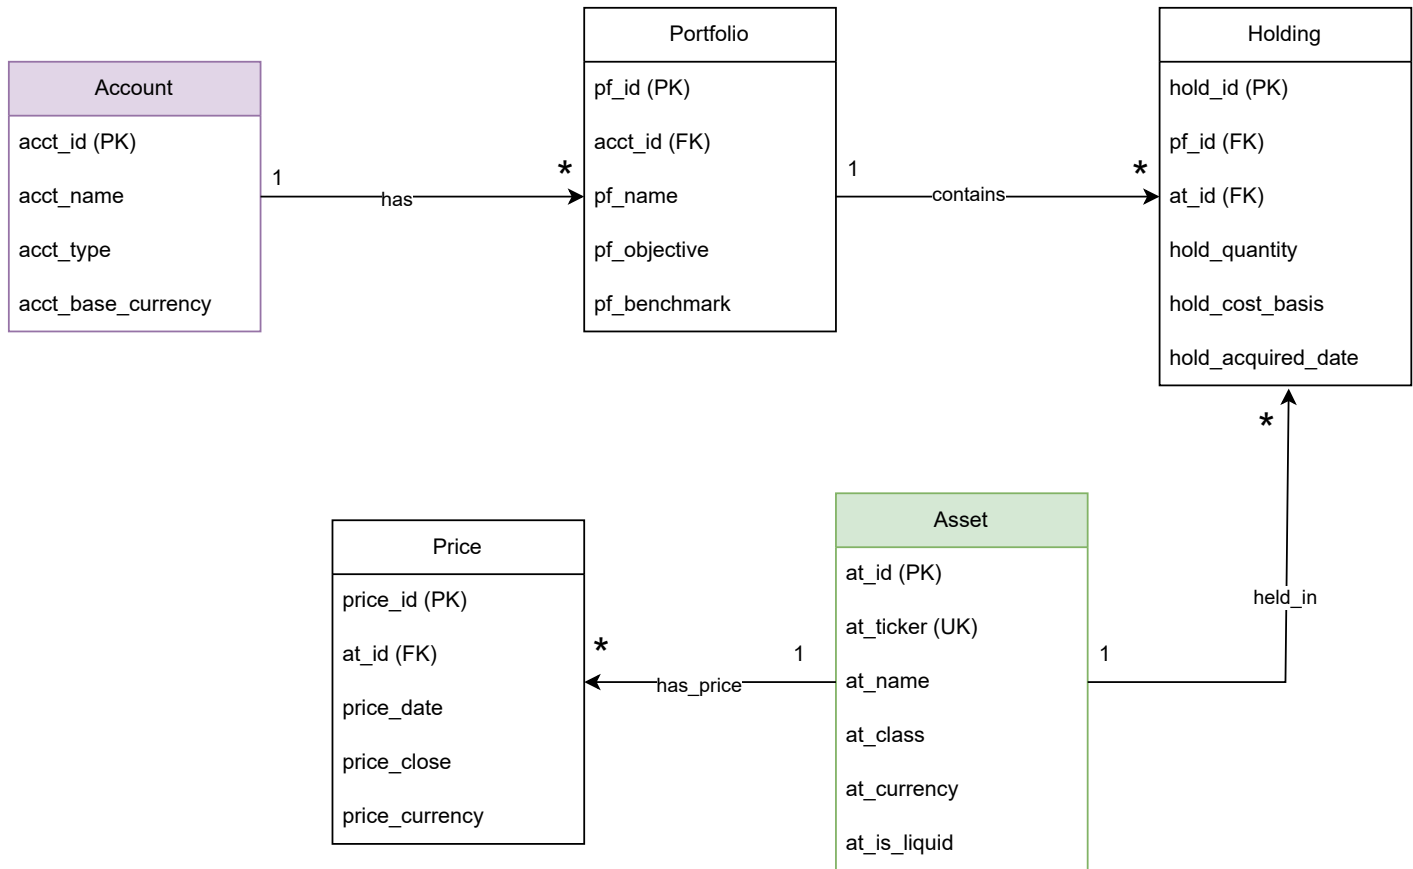 Account
acct_id (PK)
acct_name
acct_type
acct_base_currency
1
has
*
Portfolio
pf_id (PK)
acct_id (FK)
pf_name
pf_objective
pf_benchmark
1
contains
*
Holding
hold_id (PK)
pf_id (FK)
at_id (FK)
hold_quantity
hold_cost_basis
hold_acquired_date
*
held_in
1
Price
price_id (PK)
at_id (FK)
price_date
price_close
price_currency
*
has_price
1
Asset
at_id (PK)
at_ticker (UK)
at_name
at_class
at_currency
at_is_liquid